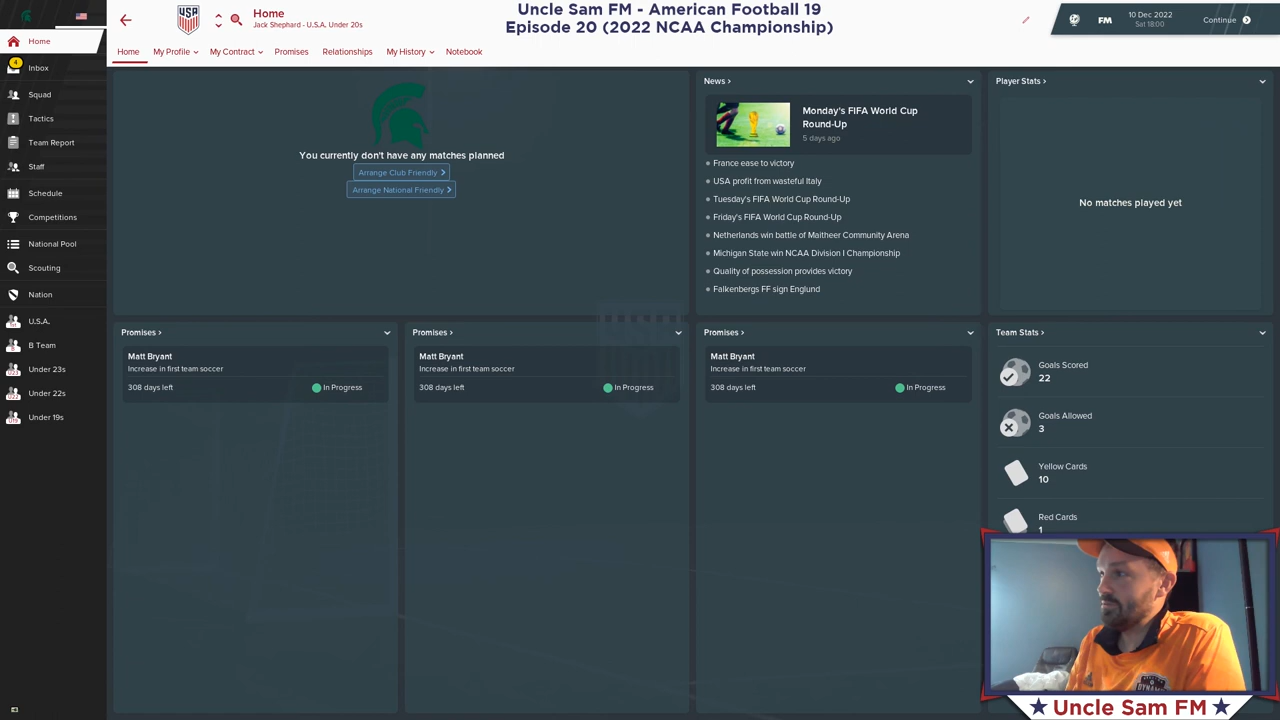 Uncle Sam FM - American Football 19
Episode 20 (2022 NCAA Championship)
USA
Home
Jack Shephard - U.S.A. Under 20s
FM
10 Dec 2022
Sat 18:00
Continue
Home
My Profile
My Contract
Promises
Relationships
My History
Notebook
Home
4
Inbox
Squad
Tactics
Team Report
Staff
Schedule
Competitions
National Pool
Scouting
Nation
U.S.A.
B Team
U23
Under 23s
U22
Under 22s
U19
Under 19s
You currently don't have any matches planned
Arrange Club Friendly
Arrange National Friendly
News
Monday's FIFA World Cup
Round-Up
5 days ago
France ease to victory
USA profit from wasteful Italy
Tuesday's FIFA World Cup Round-Up
Friday's FIFA World Cup Round-Up
Netherlands win battle of Maitheer Community Arena
Michigan State win NCAA Division I Championship
Quality of possession provides victory
Falkenbergs FF sign Englund
Player Stats
No matches played yet
Promises
Matt Bryant
Increase in first team soccer
308 days left
In Progress
Promises
Matt Bryant
Increase in first team soccer
308 days left
In Progress
Promises
Matt Bryant
Increase in first team soccer
308 days left
In Progress
Team Stats
Goals Scored
22
Goals Allowed
3
Yellow Cards
10
Red Cards
1
★ Uncle Sam FM ★